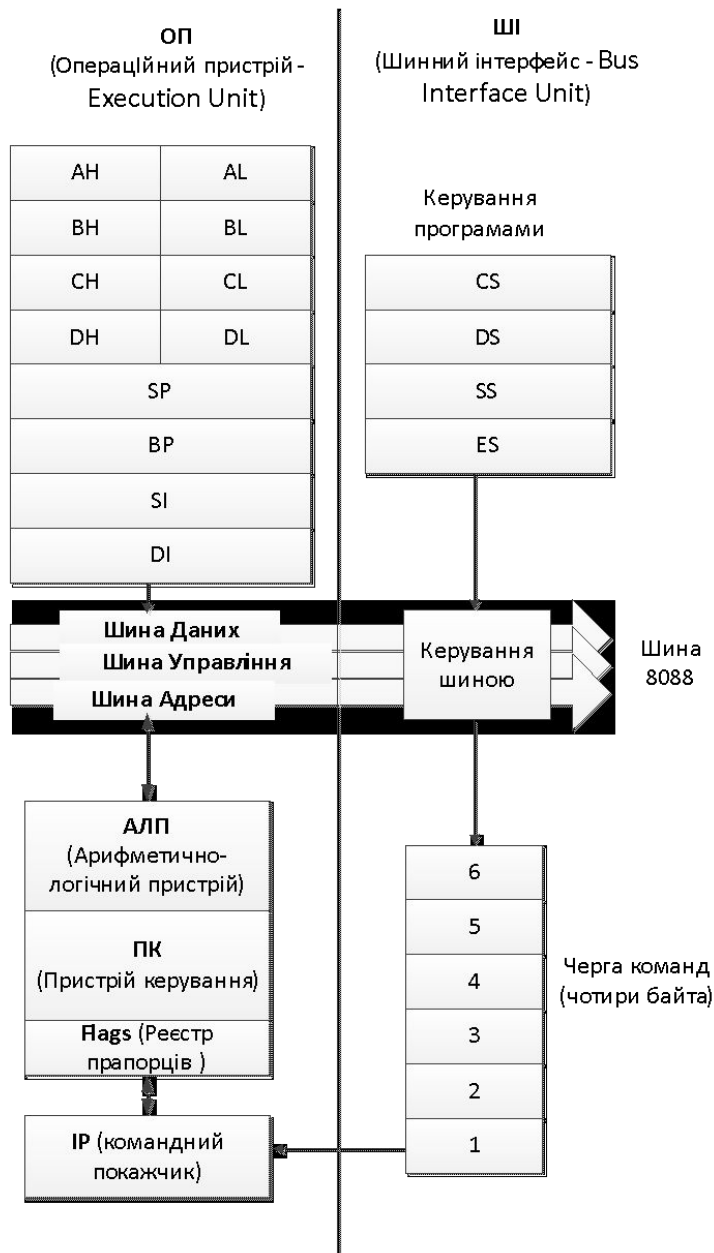 ОП
(Операційний пристрій -
Execution Unit)
ШІ
(Шинний інтерфейс - Bus
Interface Unit)
AH AL
BH BL
CH CL
DH DL
SP
BP
SI
DI
Керування
програмами
CS
DS
SS
ES
Шина Даних
Шина Управління
Шина Адреси
Керування
шиною
Шина
8088
АЛП
(Арифметично-
логічний пристрій)
ПК
(Пристрій керування)
Flags (Реєстр
прапорців )
IP (командний
покажчик)
6
5
4
3
2
1
Черга команд
(чотири байта)